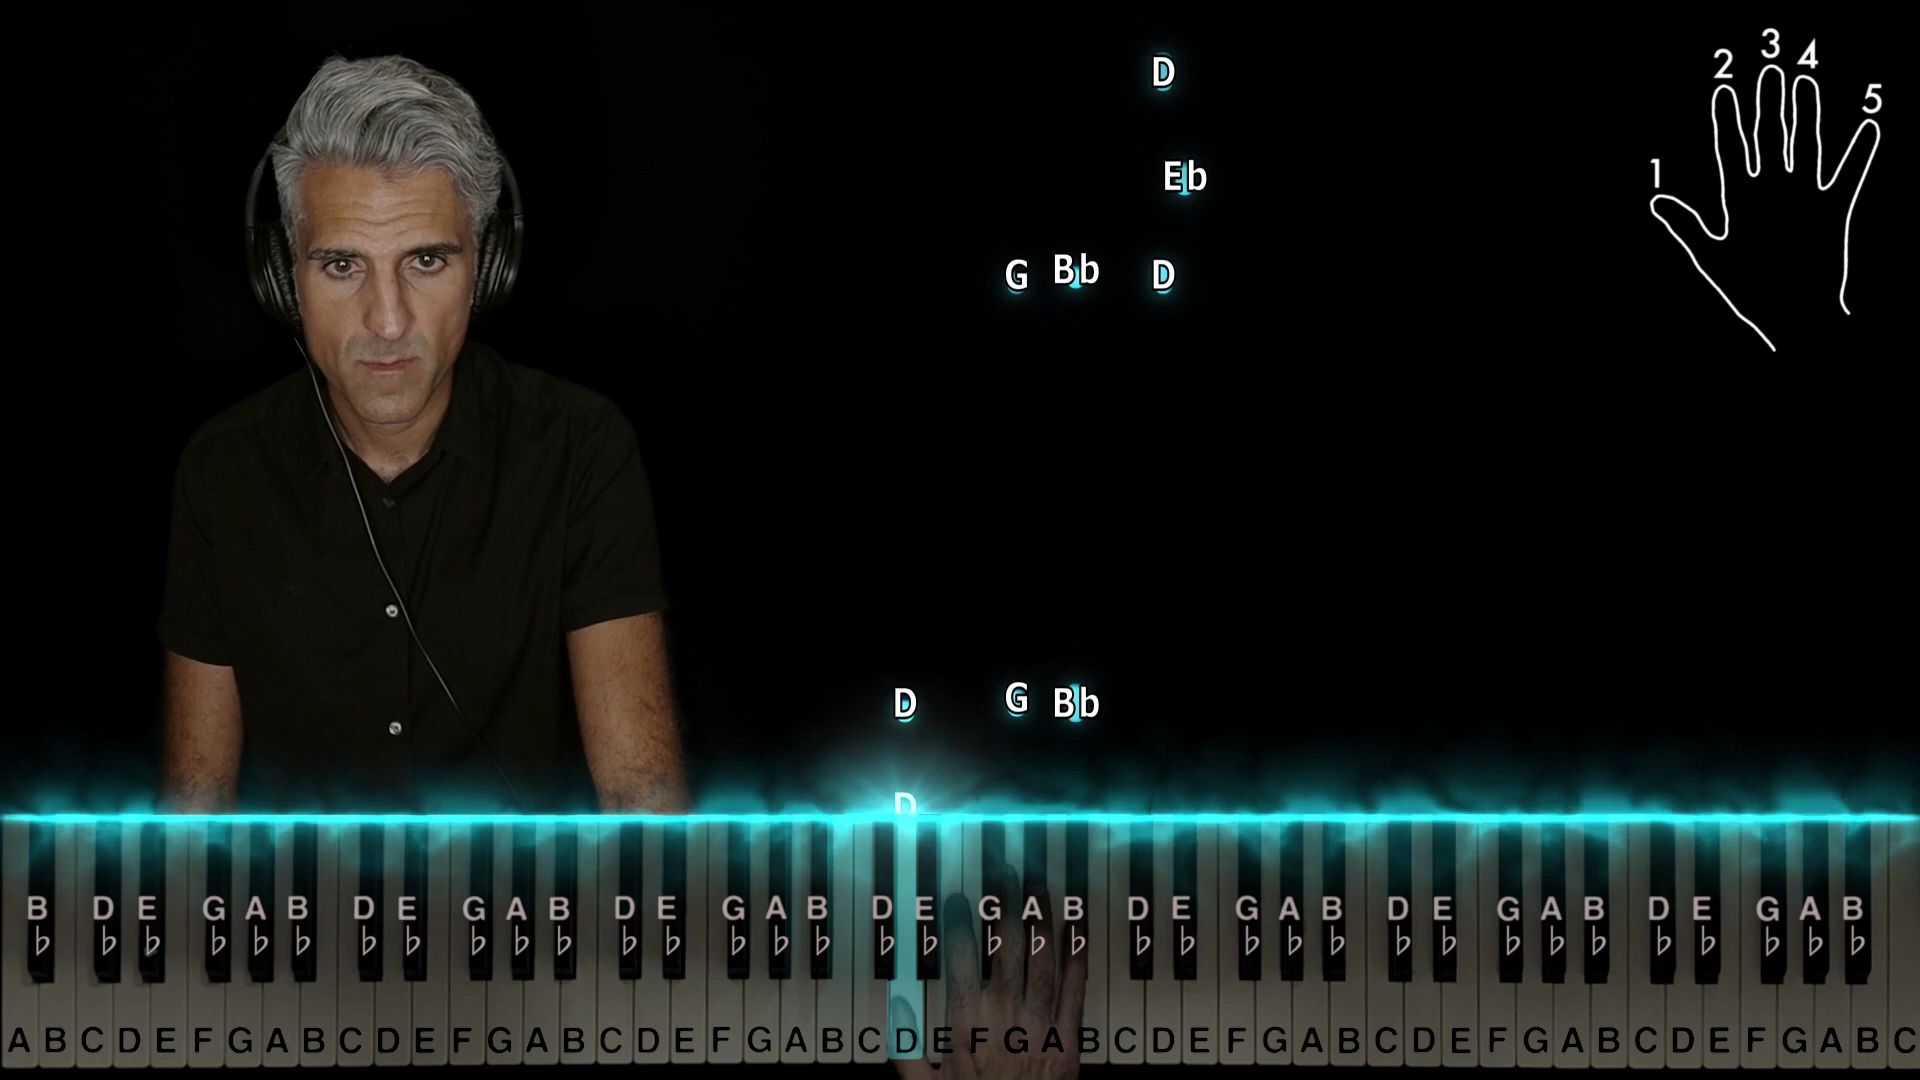 3
2 4
5
1
D
Eb
G Bb D
D G Bb
D
B D E G A B D E G A B D E G A B D E G A B D E G A B D E G A B D E G A B
♭ ♭ ♭ ♭ ♭ ♭ ♭ ♭ ♭ ♭ ♭ ♭ ♭ ♭ ♭ ♭ ♭ ♭ ♭ ♭ ♭ ♭ ♭ ♭ ♭ ♭ ♭ ♭ ♭ ♭ ♭ ♭ ♭ ♭ ♭ ♭
A B C D E F G A B C D E F G A B C D E F G A B C D E F G A B C D E F G A B C D E F G A B C D E F G A B C